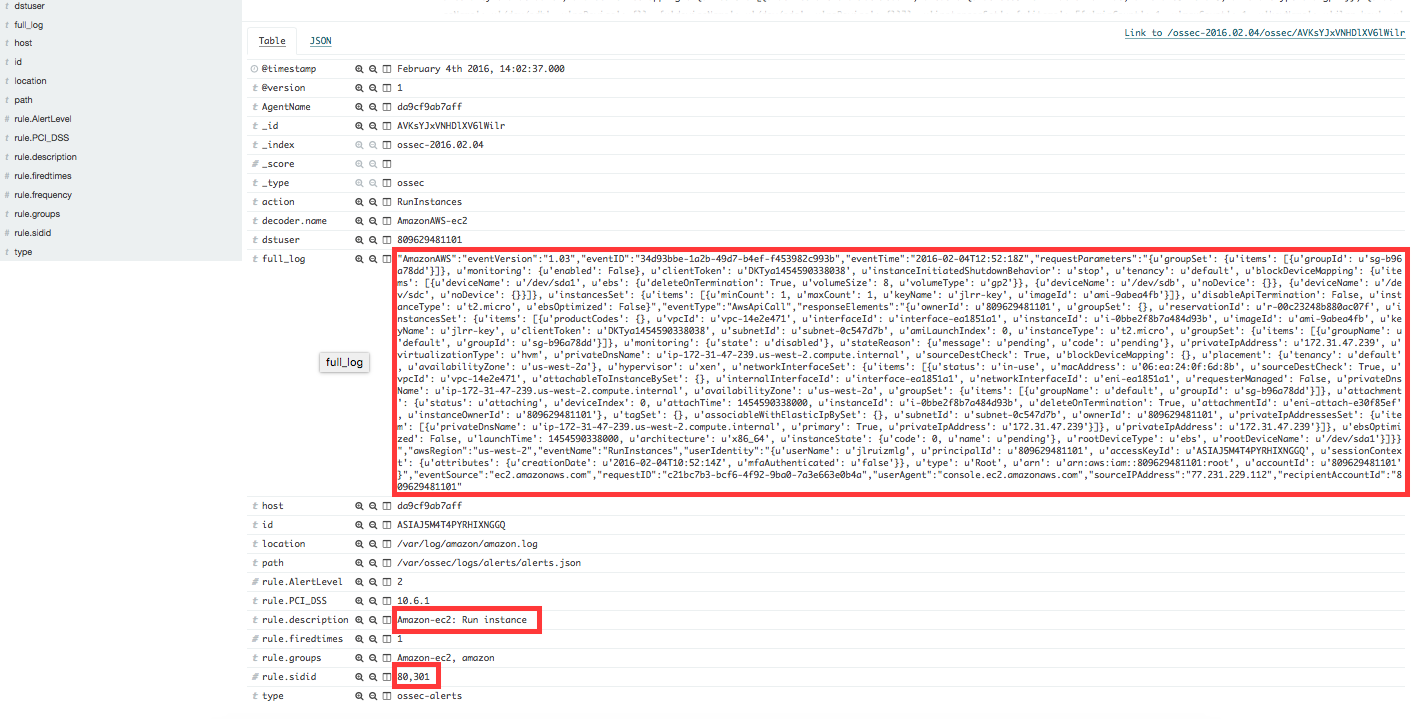 dstuser
full_log
host
id
location
path
rule.AlertLevel
rule.PCI_DSS
rule.description
rule.firedtimes
rule.frequency
rule.groups
rule.sidid
type
Table JSON
Link to /ossec-2016.02.04/ossec/AVKsYJxVNHDlXV6lWilr
@timestamp February 4th 2016, 14:02:37.000
@version 1
AgentName da9cf9ab7aff
_id AVKsYJxVNHDlXV6lWilr
_index ossec-2016.02.04
_score
_type ossec
action RunInstances
decoder.name AmazonAWS-ec2
dstuser 809629481101
full_log "AmazonAWS":"eventVersion":"1.03","eventID":"34d93bbe-1a2b-49d7-b4ef-f453982c993b","eventTime":"2016-02-04T12:52:18Z","requestParameters":"{u'groupSet': {u'items': [{u'groupId': u'sg-b96
a78dd'}]}, u'monitoring': {u'enabled': False}, u'clientToken': u'DKTya1454590338038', u'instanceInitiatedShutdownBehavior': u'stop', u'tenancy': u'default', u'blockDeviceMapping': {u'ite
ms': [{u'deviceName': u'/dev/sda1', u'ebs': {u'deleteOnTermination': True, u'volumeSize': 8, u'volumeType': u'gp2'}}, {u'deviceName': u'/dev/sdb', u'noDevice': {}}, {u'deviceName': u'/de
v/sdc', u'noDevice': {}}]}, u'instancesSet': {u'items': [{u'minCount': 1, u'maxCount': 1, u'keyName': u'jlrr-key', u'imageId': u'ami-9abea4fb'}]}, u'disableApiTermination': False, u'inst
anceType': u't2.micro', u'ebsOptimized': False}","eventType":"AwsApiCall","responseElements":"{u'ownerId': u'809629481101', u'groupSet': {}, u'reservationId': u'r-00c23248b880ac07f', u'i
nstancesSet': {u'items': [{u'productCodes': {}, u'vpcId': u'vpc-14e2e471', u'interfaceId': u'interface-ea1851a1', u'instanceId': u'i-0bbe2f8b7a484d93b', u'imageId': u'ami-9abea4fb', u'ke
yName': u'jlrr-key', u'clientToken': u'DKTya1454590338038', u'subnetId': u'subnet-0c547d7b', u'amiLaunchIndex': 0, u'instanceType': u't2.micro', u'groupSet': {u'items': [{u'groupName': u
'default', u'groupId': u'sg-b96a78dd'}]}, u'monitoring': {u'state': u'disabled'}, u'stateReason': {u'message': u'pending', u'code': u'pending'}, u'privateIpAddress': u'172.31.47.239', u'
virtualizationType': u'hvm', u'privateDnsName': u'ip-172-31-47-239.us-west-2.compute.internal', u'sourceDestCheck': True, u'blockDeviceMapping': {}, u'placement': {u'tenancy': u'default'
, u'availabilityZone': u'us-west-2a'}, u'hypervisor': u'xen', u'networkInterfaceSet': {u'items': [{u'status': u'in-use', u'macAddress': u'06:ea:24:0f:6d:8b', u'sourceDestCheck': True, u'
vpcId': u'vpc-14e2e471', u'attachableToInstanceBySet': {}, u'internalInterfaceId': u'interface-ea1851a1', u'networkInterfaceId': u'eni-ea1851a1', u'requesterManaged': False, u'privateDns
Name': u'ip-172-31-47-239.us-west-2.compute.internal', u'availabilityZone': u'us-west-2a', u'groupSet': {u'items': [{u'groupName': u'default', u'groupId': u'sg-b96a78dd'}]}, u'attachment
': {u'status': u'attaching', u'deviceIndex': 0, u'attachTime': 1454590338000, u'instanceId': u'i-0bbe2f8b7a484d93b', u'deleteOnTermination': True, u'attachmentId': u'eni-attach-e30f85ef'
, u'instanceOwnerId': u'809629481101'}, u'tagSet': {}, u'associableWithElasticIpBySet': {}, u'subnetId': u'subnet-0c547d7b', u'ownerId': u'809629481101', u'privateIpAddressesSet': {u'ite
m': [{u'privateDnsName': u'ip-172-31-47-239.us-west-2.compute.internal', u'primary': True, u'privateIpAddress': u'172.31.47.239'}]}, u'privateIpAddress': u'172.31.47.239'}]}, u'ebsOptimi
zed': False, u'launchTime': 1454590338000, u'architecture': u'x86_64', u'instanceState': {u'code': 0, u'name': u'pending'}, u'rootDeviceType': u'ebs', u'rootDeviceName': u'/dev/sda1'}]}}
","awsRegion":"us-west-2","eventName":"RunInstances","userIdentity":"{u'userName': u'jlruizmlg', u'principalId': u'809629481101', u'accessKeyId': u'ASIAJ5M4T4PYRHIXNGGQ', u'sessionContex
t': {u'attributes': {u'creationDate': u'2016-02-04T10:52:14Z', u'mfaAuthenticated': u'false'}}, u'type': u'Root', u'arn': u'arn:aws:iam::809629481101:root', u'accountId': u'809629481101'
}","eventSource":"ec2.amazonaws.com","requestID":"c21bc7b3-bcf6-4f92-9ba0-7a3e663e0b4a","userAgent":"console.ec2.amazonaws.com","sourceIPAddress":"77.231.229.112","recipientAccountId":"8
09629481101"
full_log
host da9cf9ab7aff
id ASIAJ5M4T4PYRHIXNGGQ
location /var/log/amazon/amazon.log
path /var/ossec/logs/alerts/alerts.json
rule.AlertLevel 2
rule.PCI_DSS 10.6.1
rule.description Amazon-ec2: Run instance
rule.firedtimes 1
rule.groups Amazon-ec2, amazon
rule.sidid 80,301
type ossec-alerts